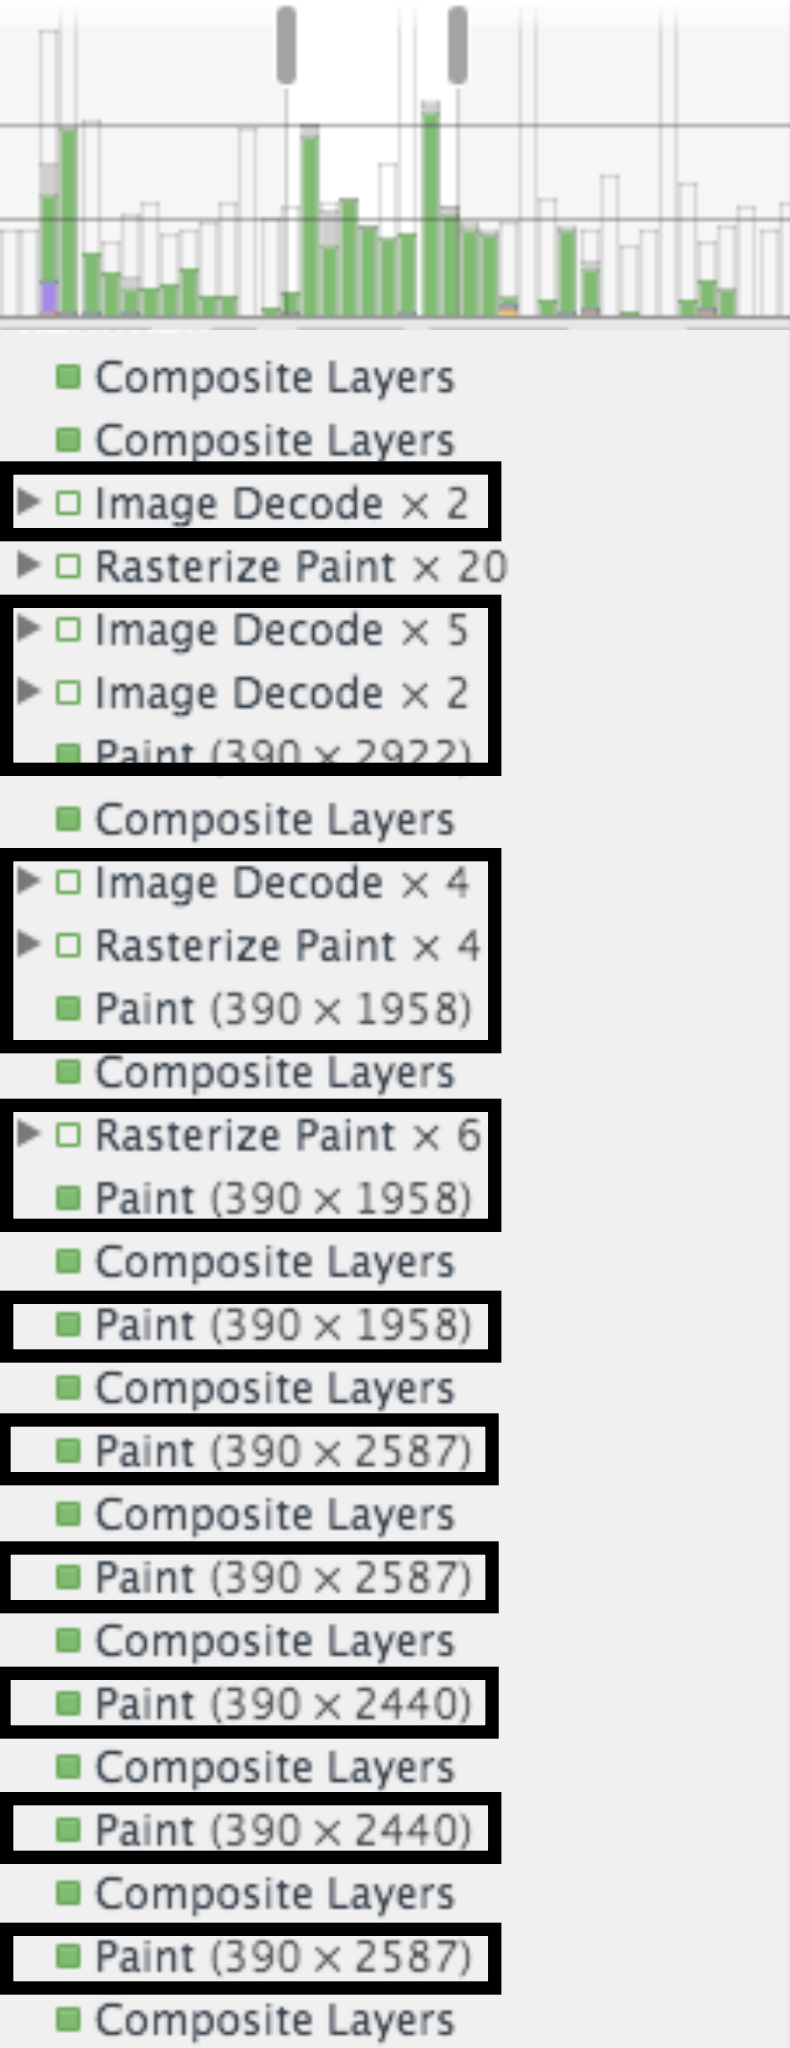 Composite Layers
Composite Layers
Image Decode × 2
Rasterize Paint × 20
Image Decode × 5
Image Decode × 2
Paint (390 × 2922)
Composite Layers
Image Decode × 4
Rasterize Paint × 4
Paint (390 × 1958)
Composite Layers
Rasterize Paint × 6
Paint (390 × 1958)
Composite Layers
Paint (390 × 1958)
Composite Layers
Paint (390 × 2587)
Composite Layers
Paint (390 × 2587)
Composite Layers
Paint (390 × 2440)
Composite Layers
Paint (390 × 2440)
Composite Layers
Paint (390 × 2587)
Composite Layers